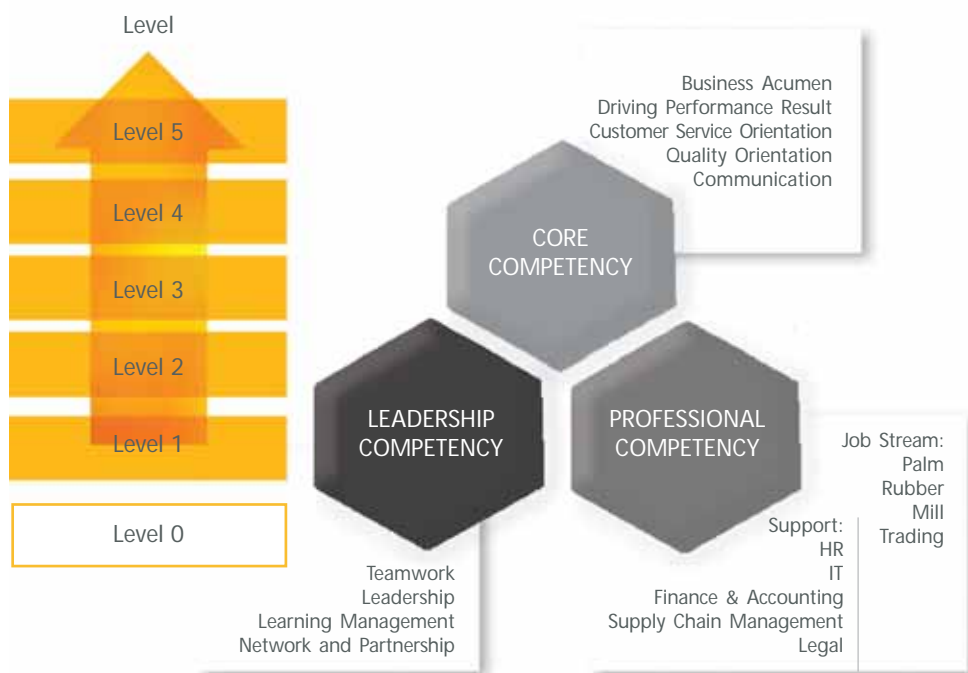 Level
Level 5
Level 4
Level 3
Level 2
Level 1
Level 0
Business Acumen
Driving Performance Result
Customer Service Orientation
Quality Orientation
Communication
CORE
COMPETENCY
LEADERSHIP
COMPETENCY
PROFESSIONAL
COMPETENCY
Teamwork
Leadership
Learning Management
Network and Partnership
Support:
HR
IT
Finance & Accounting
Supply Chain Management
Legal
Job Stream:
Palm
Rubber
Mill
Trading